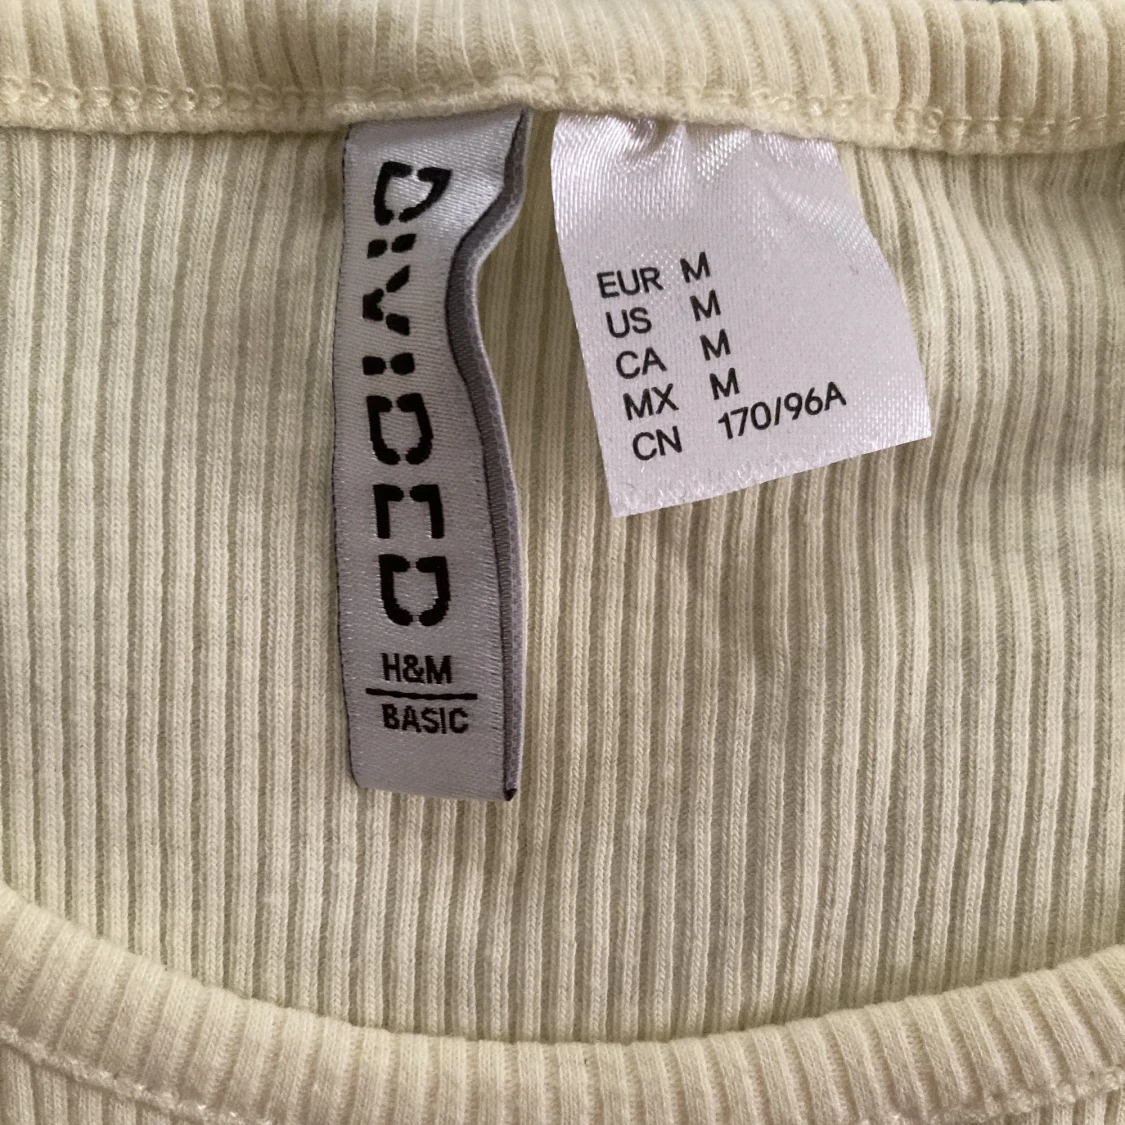 DIVIDED
H&M
BASIC
EUR M
US M
CA M
MX M
CN 170/96A